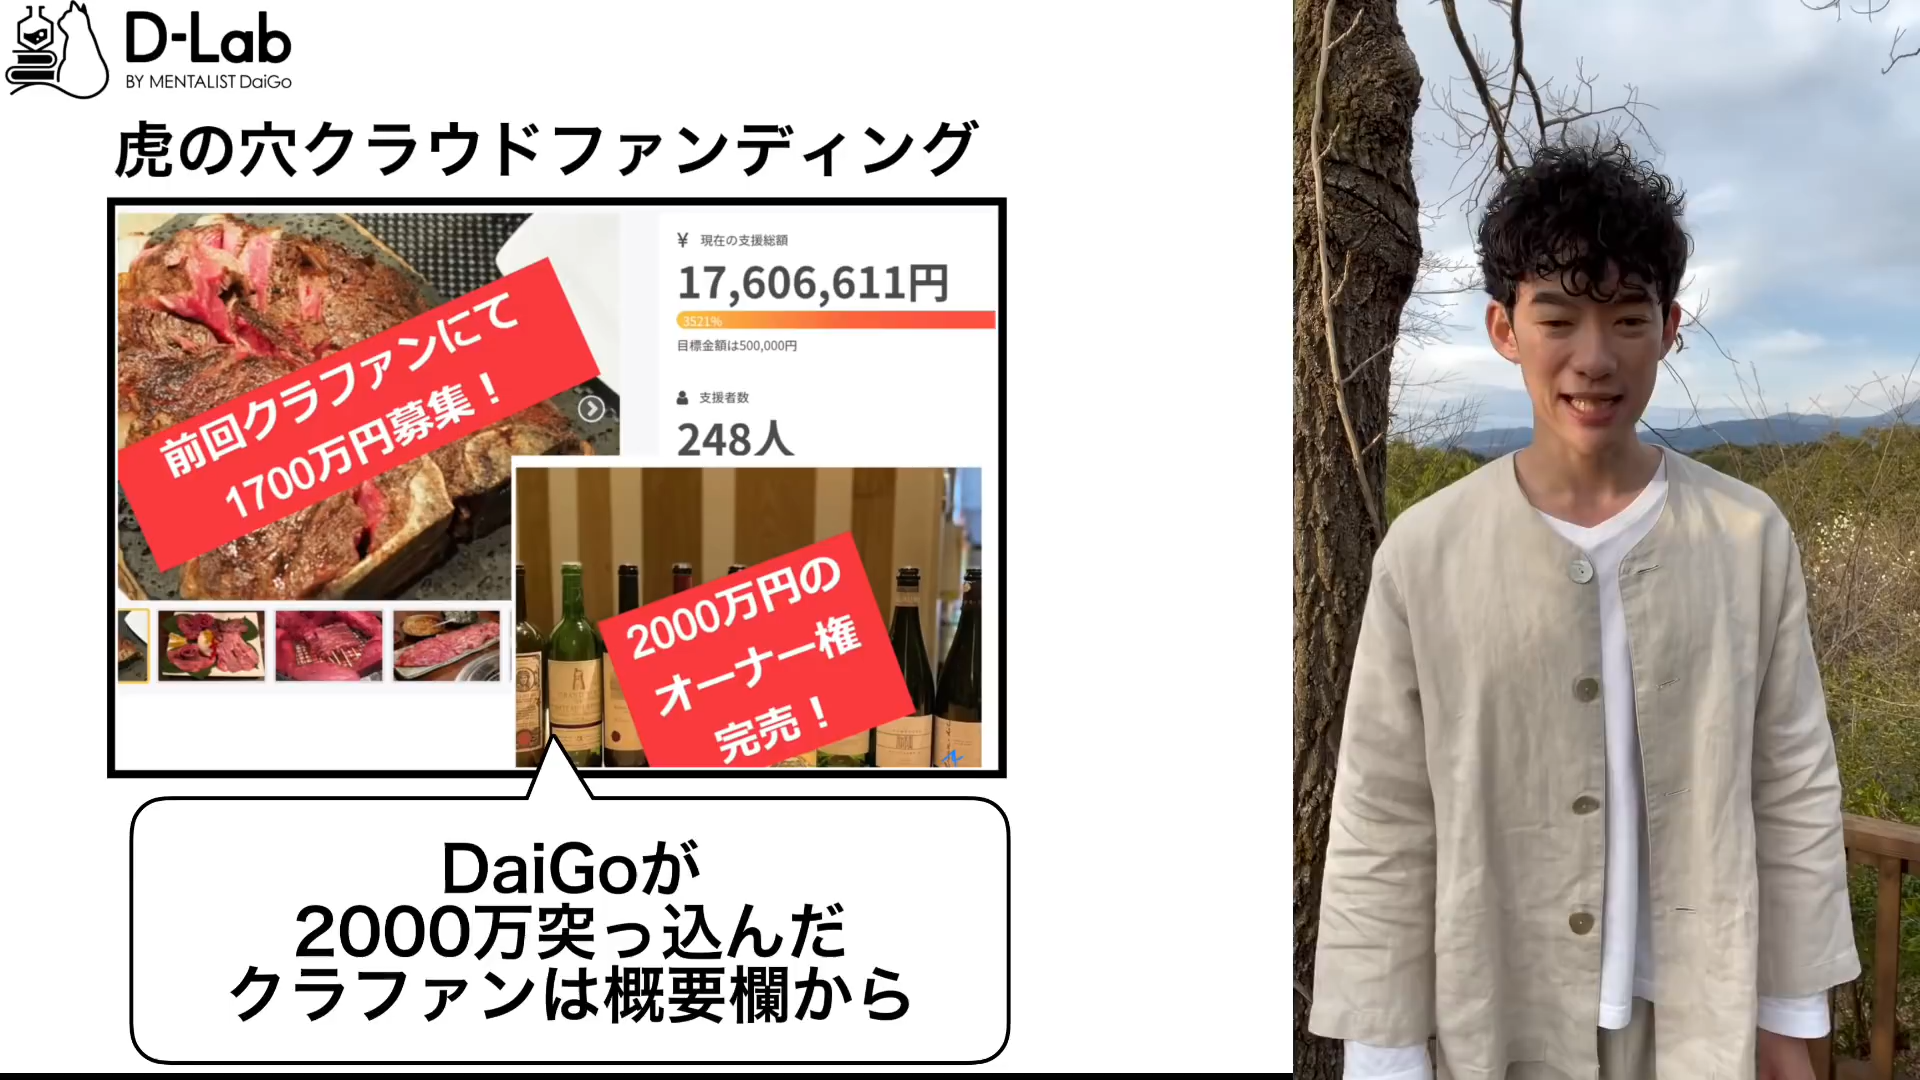 D-Lab
BY MENTALIST DaiGo
虎の穴クラウドファンディング
前回クラファンにて
1700万円募集！
¥ 現在の支援総額
17,606,611円
3521%
目標金額は500,000円
支援者数
248人
2000万円の
オーナー権
完売！
DaiGoが
2000万突っ込んだ
クラファンは概要欄から